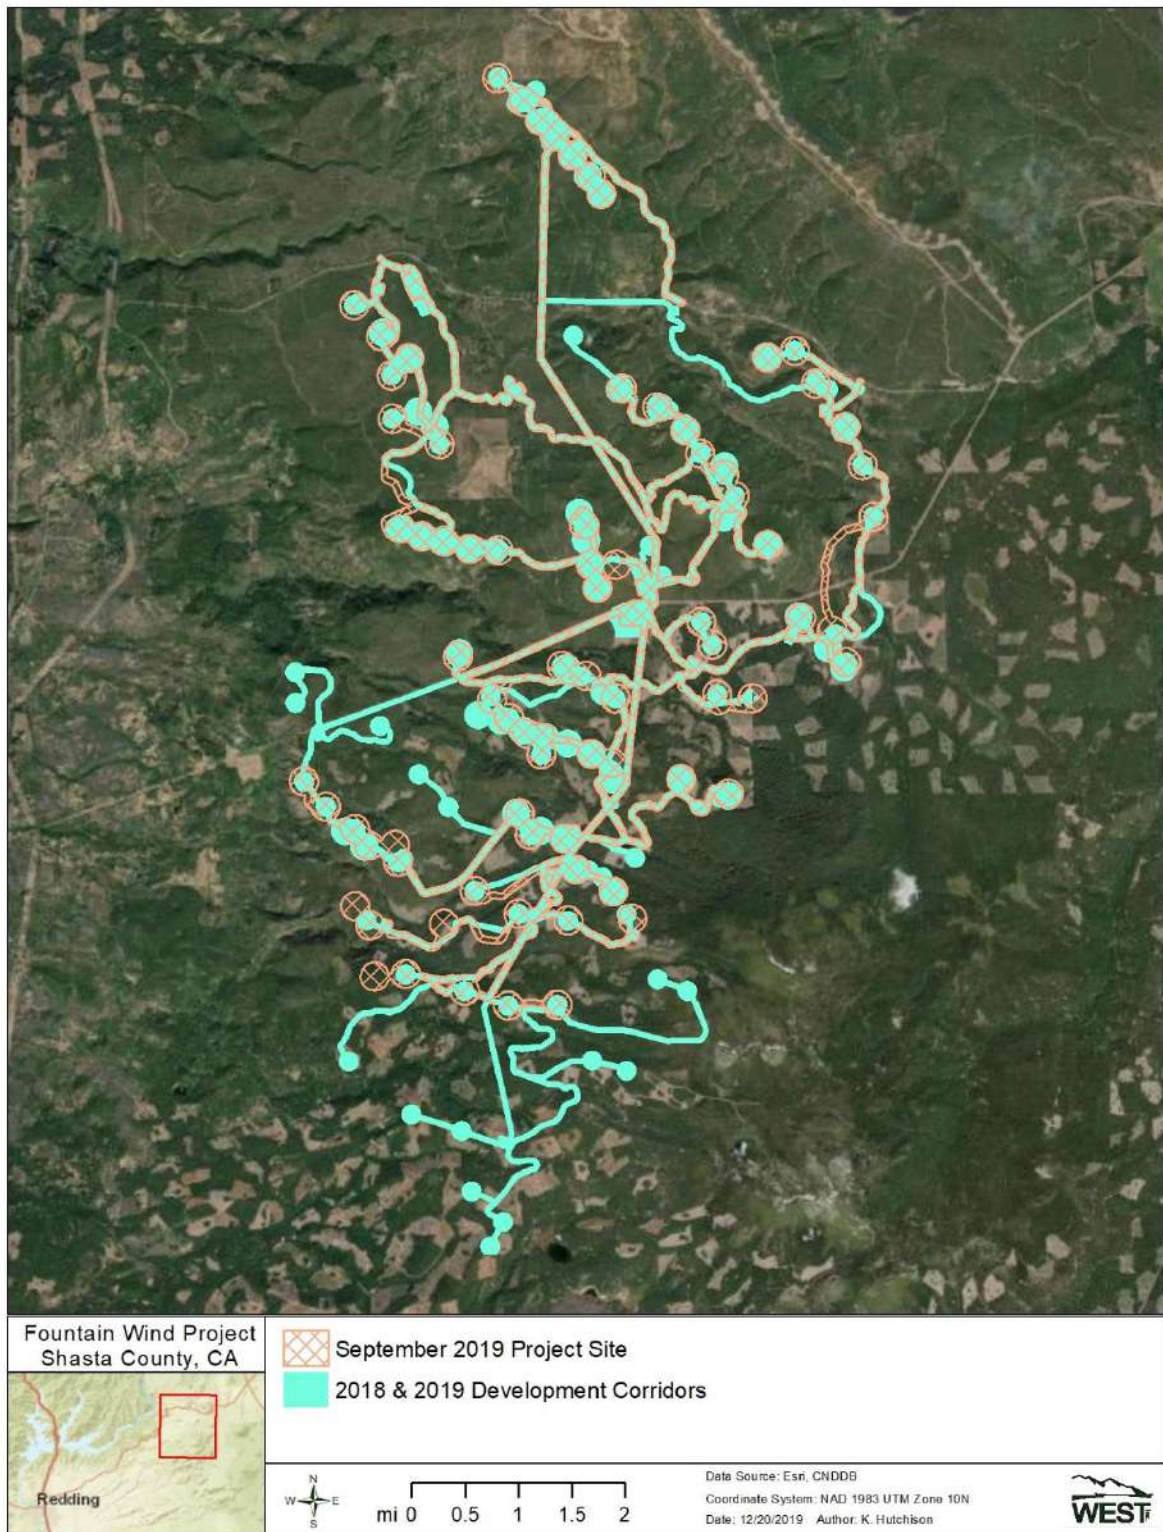 Fountain Wind Project
Shasta County, CA
Redding
September 2019 Project Site
2018 & 2019 Development Corridors
N
W E
S
mi 0 0.5 1 1.5 2
Data Source: Esri, CNDDB
Coordinate System: NAD 1983 UTM Zone 10N
Date: 12/20/2019 Author: K. Hutchison
WEST